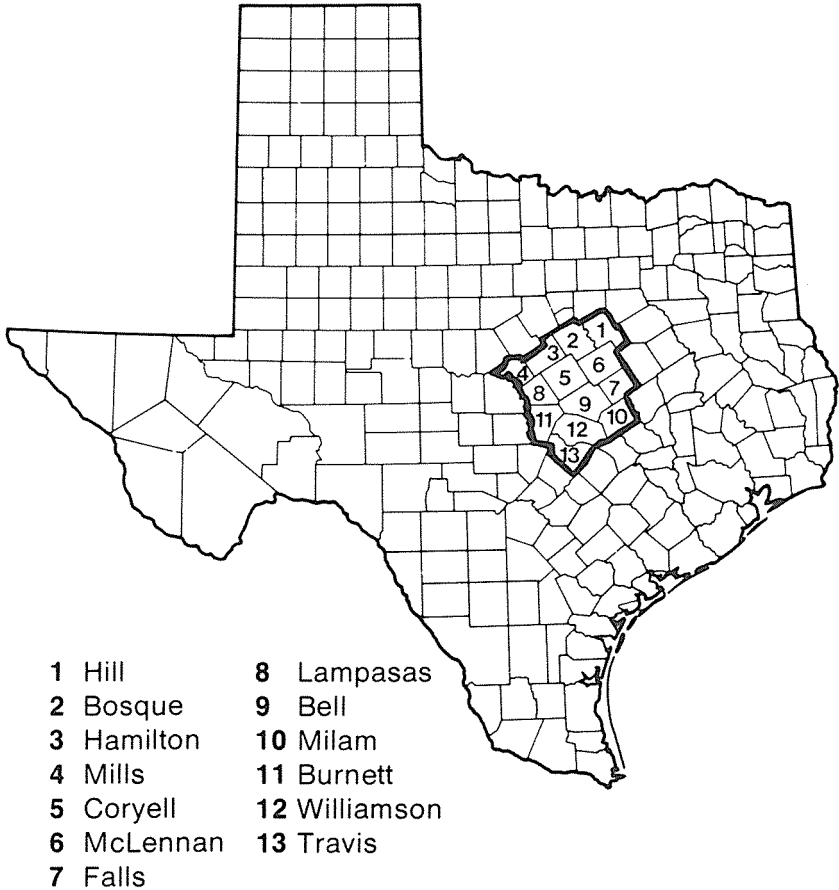 1
2
3
4
5
6
7
8
9
10
11
12
13
1 Hill
2 Bosque
3 Hamilton
4 Mills
5 Coryell
6 McLennan
7 Falls
8 Lampasas
9 Bell
10 Milam
11 Burnett
12 Williamson
13 Travis